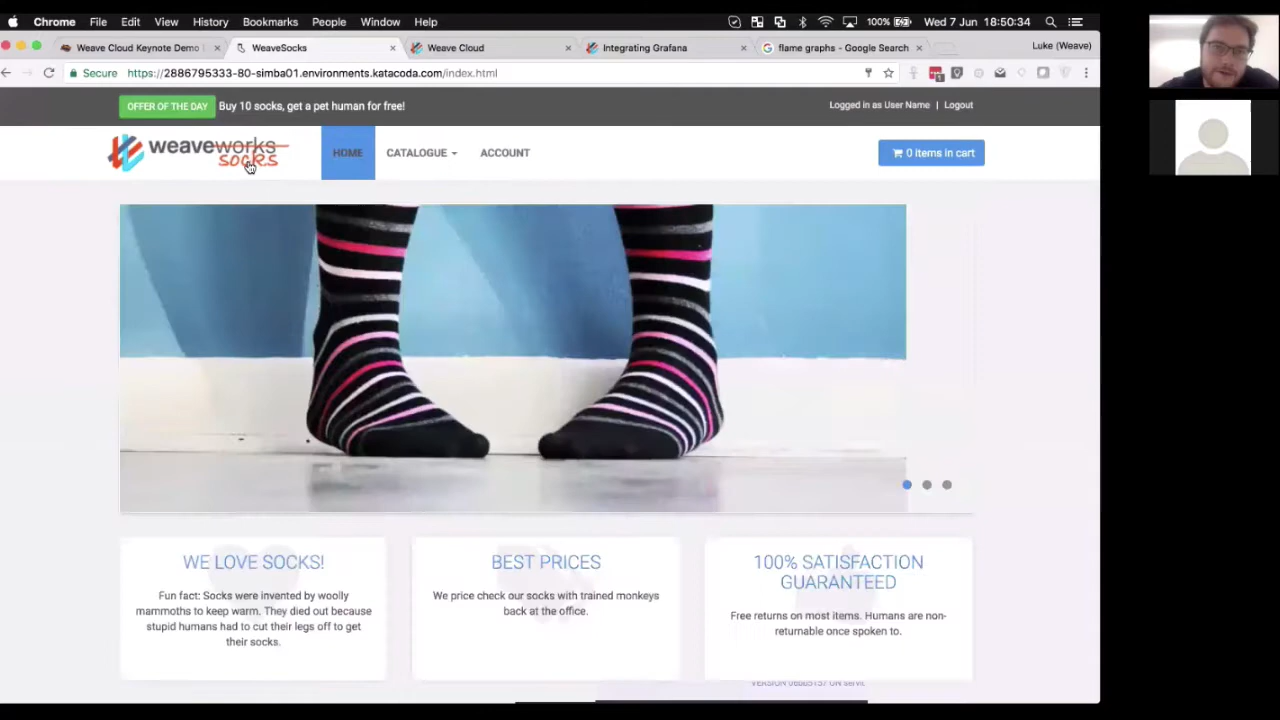 Chrome File Edit View History Bookmarks People Window Help 100% Wed 7 Jun 18:50:34
Weave Cloud Keynote Demo WeaveSocks Weave Cloud Integrating Grafana flame graphs - Google Search Luke (Weave)
Secure https://2886795333-80-simba01.environments.katacoda.com/index.html
OFFER OF THE DAY Buy 10 socks, get a pet human for free! Logged in as User Name | Logout
weaveworks
socks
HOME CATALOGUE ACCOUNT 0 items in cart
WE LOVE SOCKS!
Fun fact: Socks were invented by woolly
mammoths to keep warm. They died out because
stupid humans had to cut their legs off to get
their socks.
BEST PRICES
We price check our socks with trained monkeys
back at the office.
100% SATISFACTION
GUARANTEED
Free returns on most items. Humans are non-
returnable once spoken to.